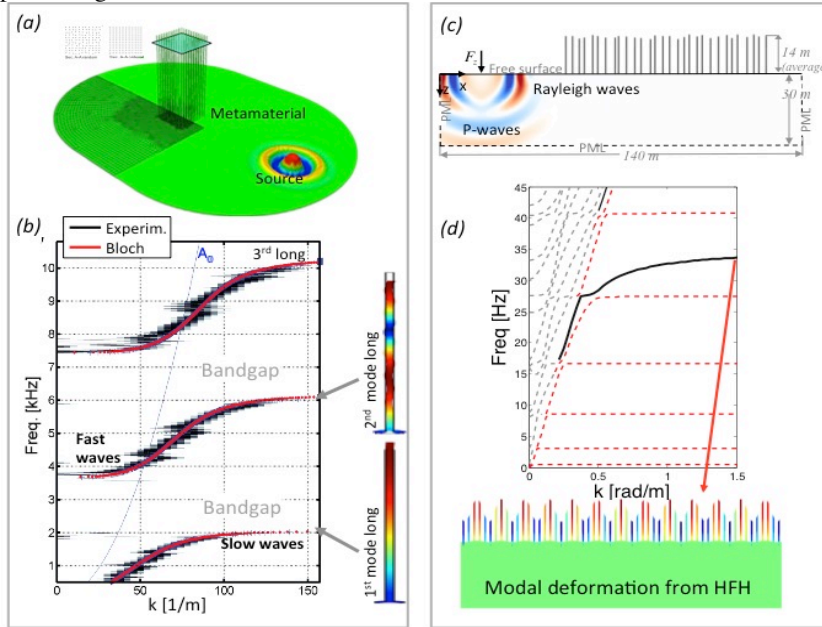 (a)
Metamaterial
Source
(b)
Experim.
Bloch
A₀
3rd long
Bandgap
Fast
waves
Bandgap
Slow waves
Freq. [kHz]
10
9
8
7
6
5
4
3
2
1
0
50
100
150
k [1/m]
2nd mode long
1st mode long
(c)
Fz
Free surface
14 m
(average)
z
x
Rayleigh waves
30 m
PML
P-waves
PML
PML
140 m
(d)
Freq [Hz]
45
40
35
30
25
20
15
10
5
0
0
0.5
1
1.5
k [rad/m]
Modal deformation from HFH